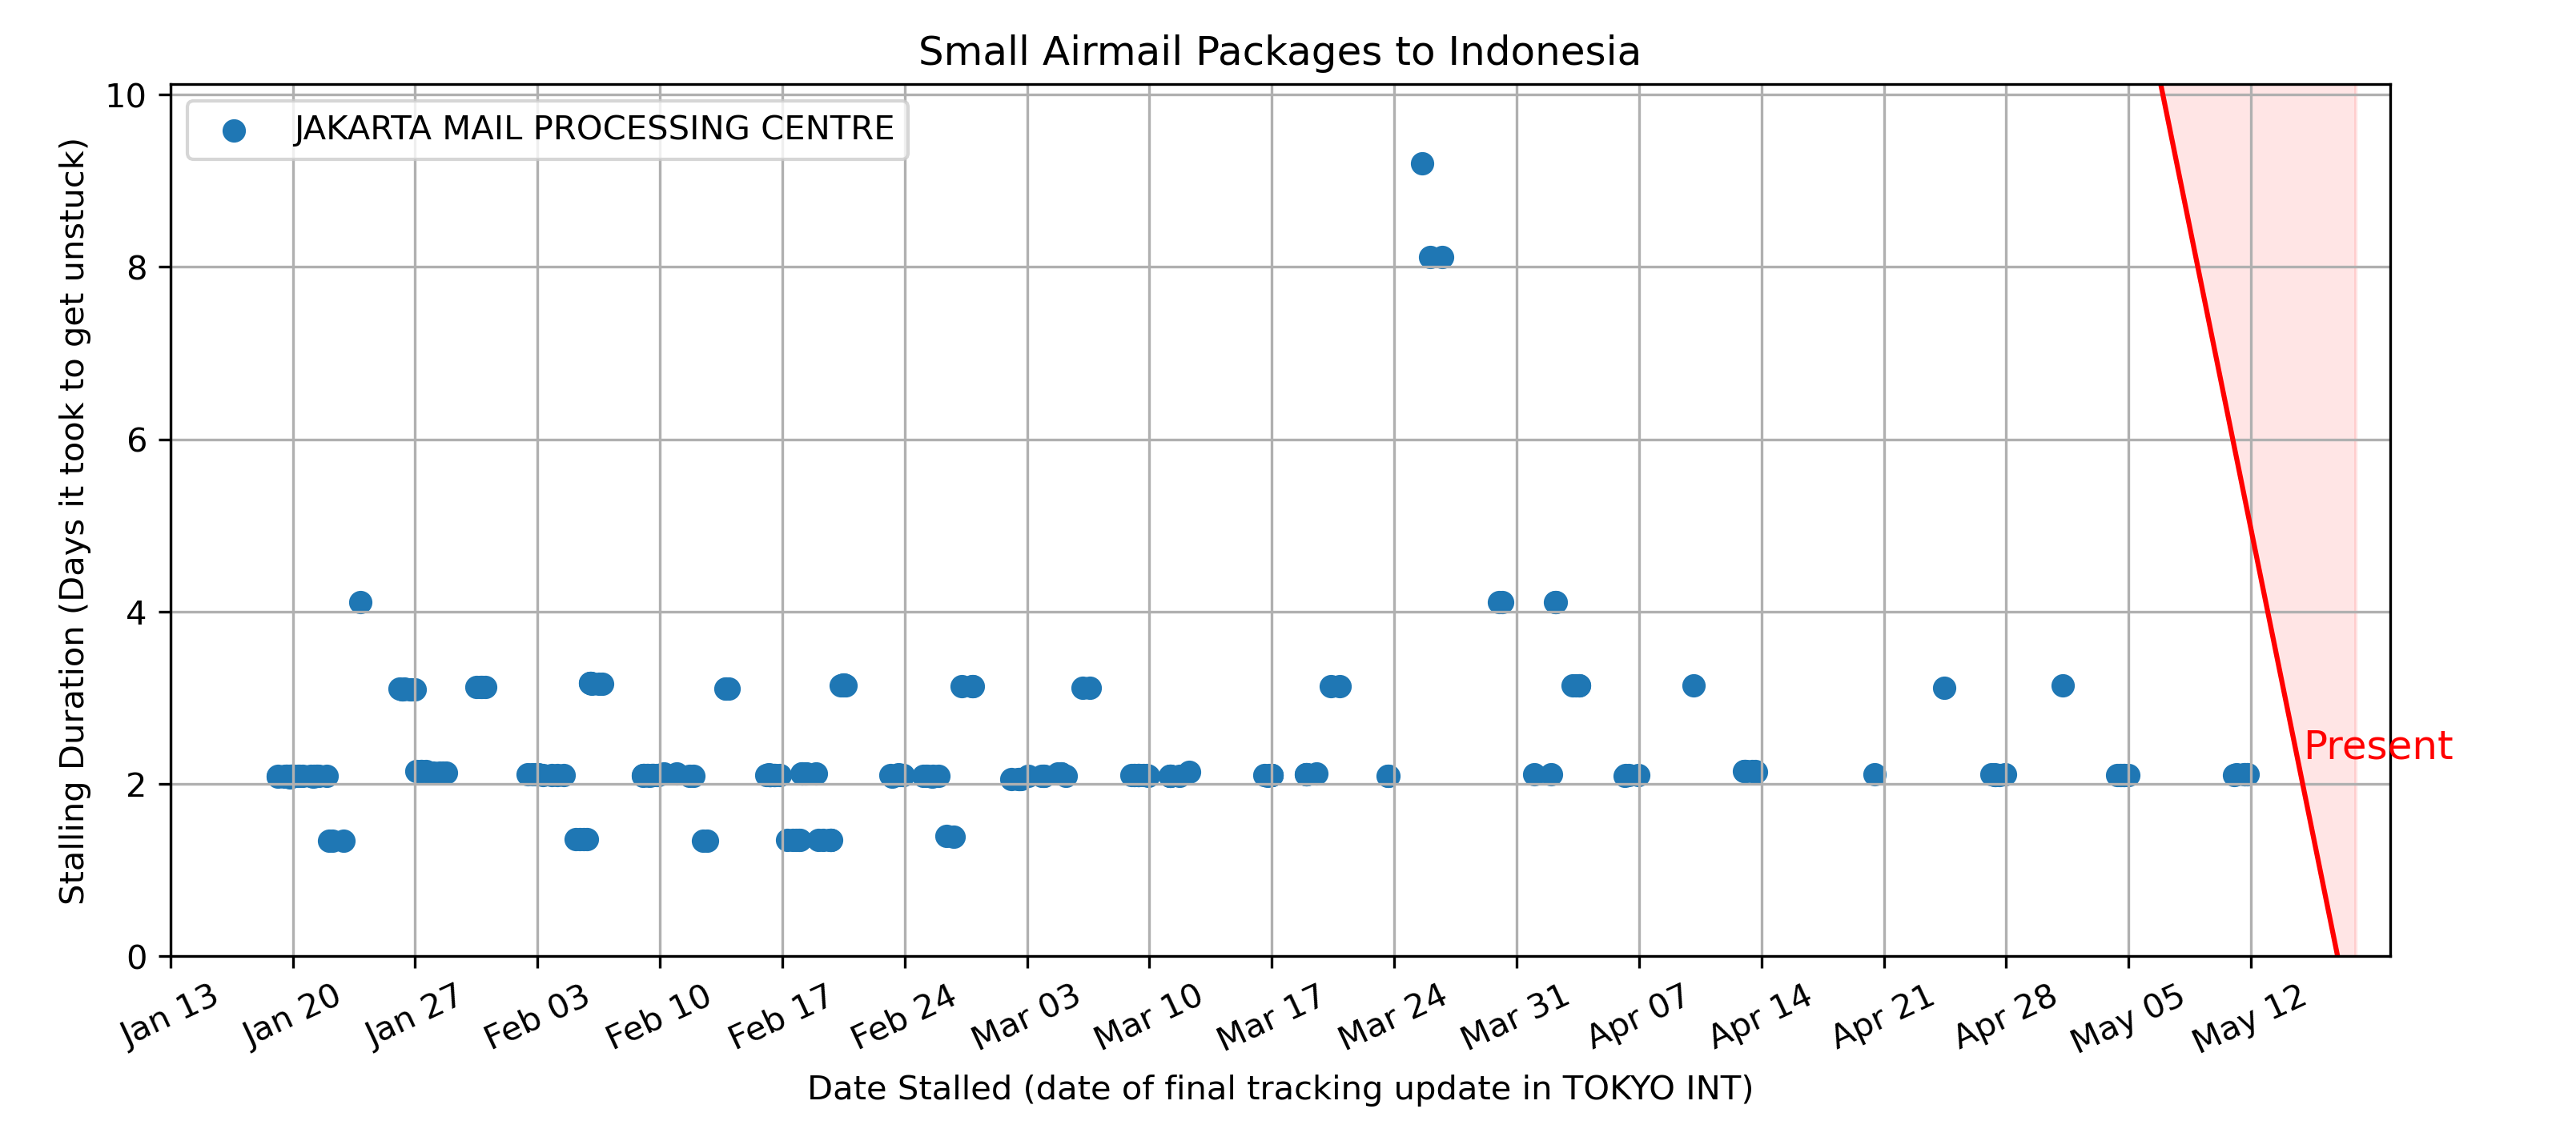 Small Airmail Packages to Indonesia
JAKARTA MAIL PROCESSING CENTRE
10
8
6
4
2
0
Stalling Duration (Days it took to get unstuck)
Present
Jan 13
Jan 20
Jan 27
Feb 03
Feb 10
Feb 17
Feb 24
Mar 03
Mar 10
Mar 17
Mar 24
Mar 31
Apr 07
Apr 14
Apr 21
Apr 28
May 05
May 12
Date Stalled (date of final tracking update in TOKYO INT)